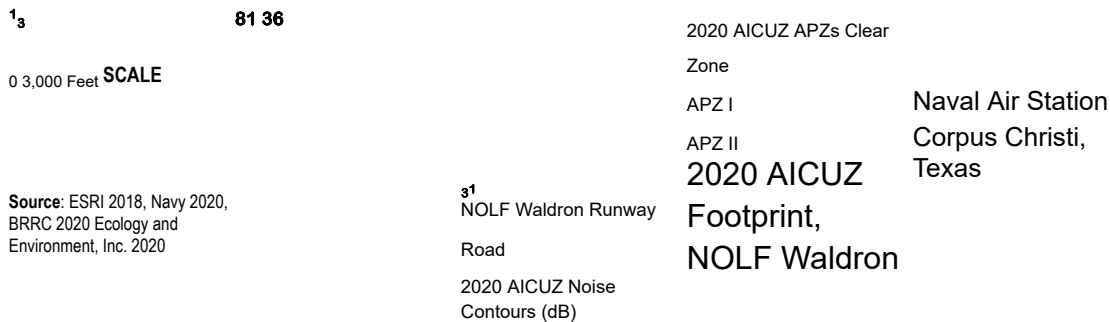 13
81 36
0 3,000 Feet SCALE
Source: ESRI 2018, Navy 2020,
BRRC 2020 Ecology and
Environment, Inc. 2020
31
NOLF Waldron Runway
Road
2020 AICUZ Noise
Contours (dB)
2020 AICUZ APZs Clear
Zone
APZ I
APZ II
2020 AICUZ
Footprint,
NOLF Waldron
Naval Air Station
Corpus Christi,
Texas